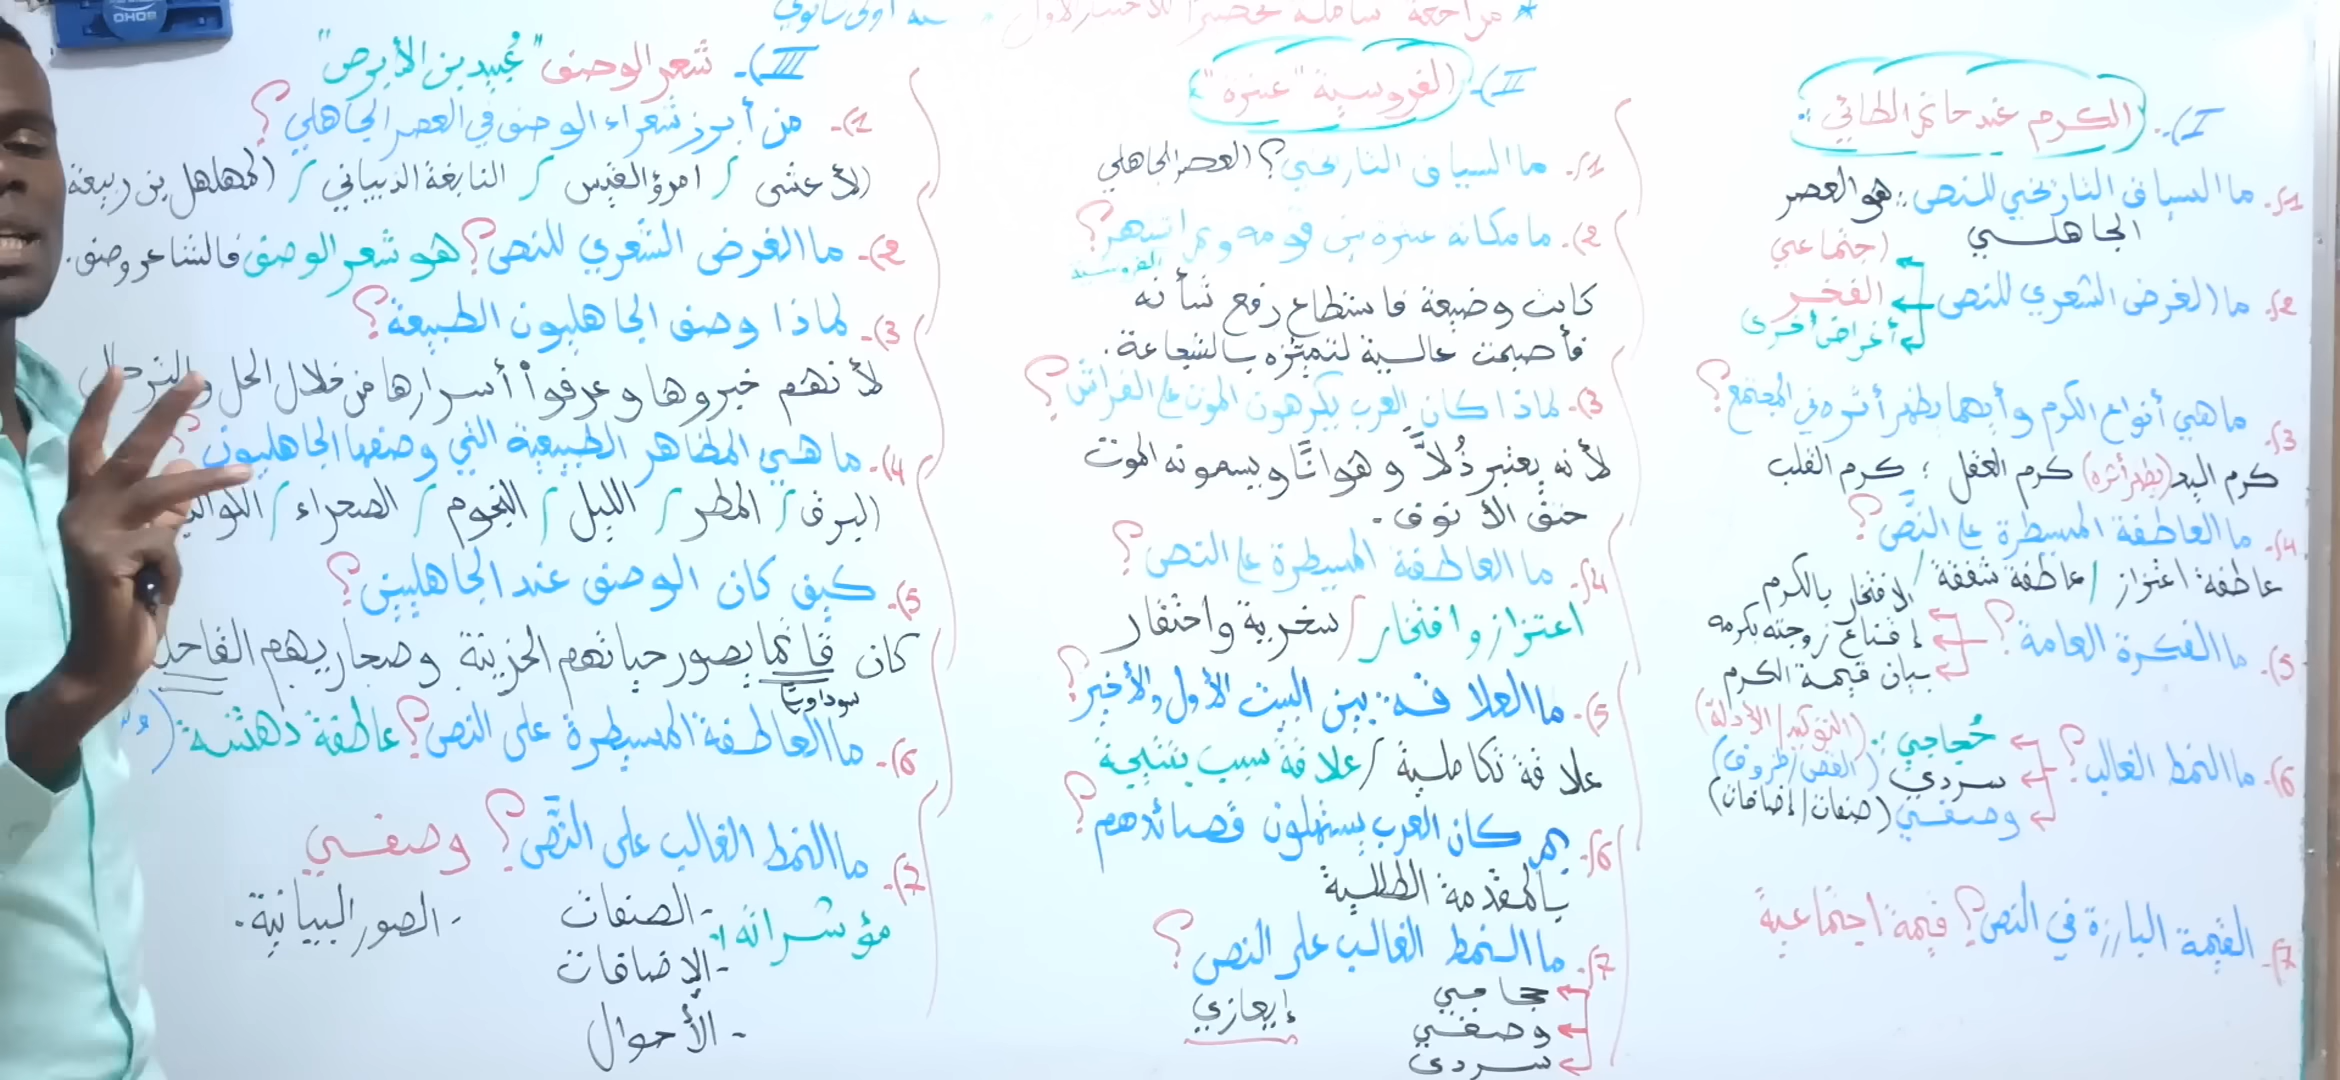 * مراجعة شاملة تحضيرا للاختبار الأول * سنة أولى ثانوي
I)- الكرم عند حاتم الطائي:
1)- ما السياق التاريخي للنص: هو العصر
الجاهلي
2)- ما الغرض الشعري للنص
اجتماعي
الفخر
أغراض أخرى
3)- ما هي أنواع الكرم وأيهما يظهر أثره في المجتمع؟
كرم اليد (يظهر أثره) كرم العقل ؛ كرم القلب
4)- ما العاطفة المسيطرة ع النص؟
عاطفة: اعتزاز / عاطفة شفقة /
5)- ما الفكرة العامة؟
الافتخار بالكرم
إقناع زوجته بكرمه
بيان قيمة الكرم
6)- ما النمط الغالب؟
حجاجي: (التوكيد/الأدلة)
سردي (القص/ظروف)
وصفي (صفات/إضافات)
7)- القيمة البارزة في النص؟ قيمة اجتماعية
II)- الفروسية "عنترة"
1)- ما السياق التاريخي؟ العصر الجاهلي
2)- ما مكانة عنترة بين قومه وبم اشتهر؟
الفروسية
كانت وضيعة فاستطاع رفع شأنه
فأصبحت عالية لتميزه بالشجاعة.
3)- لماذا كان العرب يكرهون الموت ع الفراش؟
لأنه يعتبر ذُلاًّ وهوانًا ويسمونه الموت
حتف الأنوف.
4)- ما العاطفة المسيطرة ع النص؟
اعتزاز وافتخار / سخرية واحتقار
5)- ما العلاقة: بين البيت الأول والأخير؟
علاقة تكاملية / علاقة سبب بنتيجة
6)- بم كان العرب يستهلون قصائدهم؟
بالمقدمة الطللية
7)- ما النمط الغالب على النص؟
حجاجي
وصفي
سردي
إيعازي
III)- شعر الوصف "عُبيد بن الأبرص"
1)- من أبرز شعراء الوصف في العصر الجاهلي؟
الأعشى / امرؤ القيس / النابغة الذبياني / المهلهل بن ربيعة
2)- ما الغرض الشعري للنص؟ هو شعر الوصف فالشاعر وصف.
3)- لماذا وصف الجاهليون الطبيعة؟
لأنهم خبروها وعرفوا أسرارها من خلال الحل والترحال
4)- ما هي المظاهر الطبيعية التي وصفها الجاهليون؟
البرق / المطر / الليل / النجوم / الصحراء /
5)- كيف كان الوصف عند الجاهليين؟
كان قاتما يصور حياتهم الحزينة وصحاريهم القاحلة
سوداويا
6)- ما العاطفة المسيطرة على النص؟ عاطفة دهشة
7)- ما النمط الغالب على النَّص؟ وصفي
مؤشراته:
- الصفات
- الإضافات
- الأحوال
- الصور البيانية.